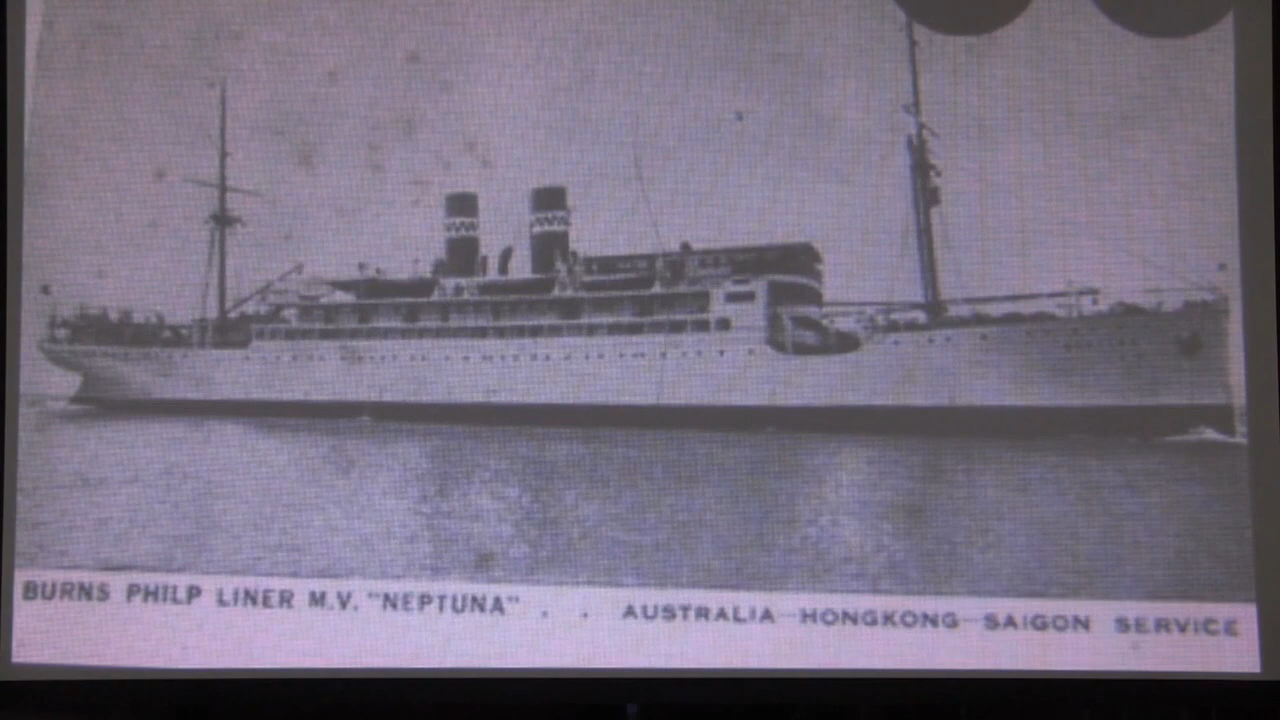 BURNS PHILP LINER M.V. "NEPTUNA" . . AUSTRALIA-HONGKONG-SAIGON SERVICE